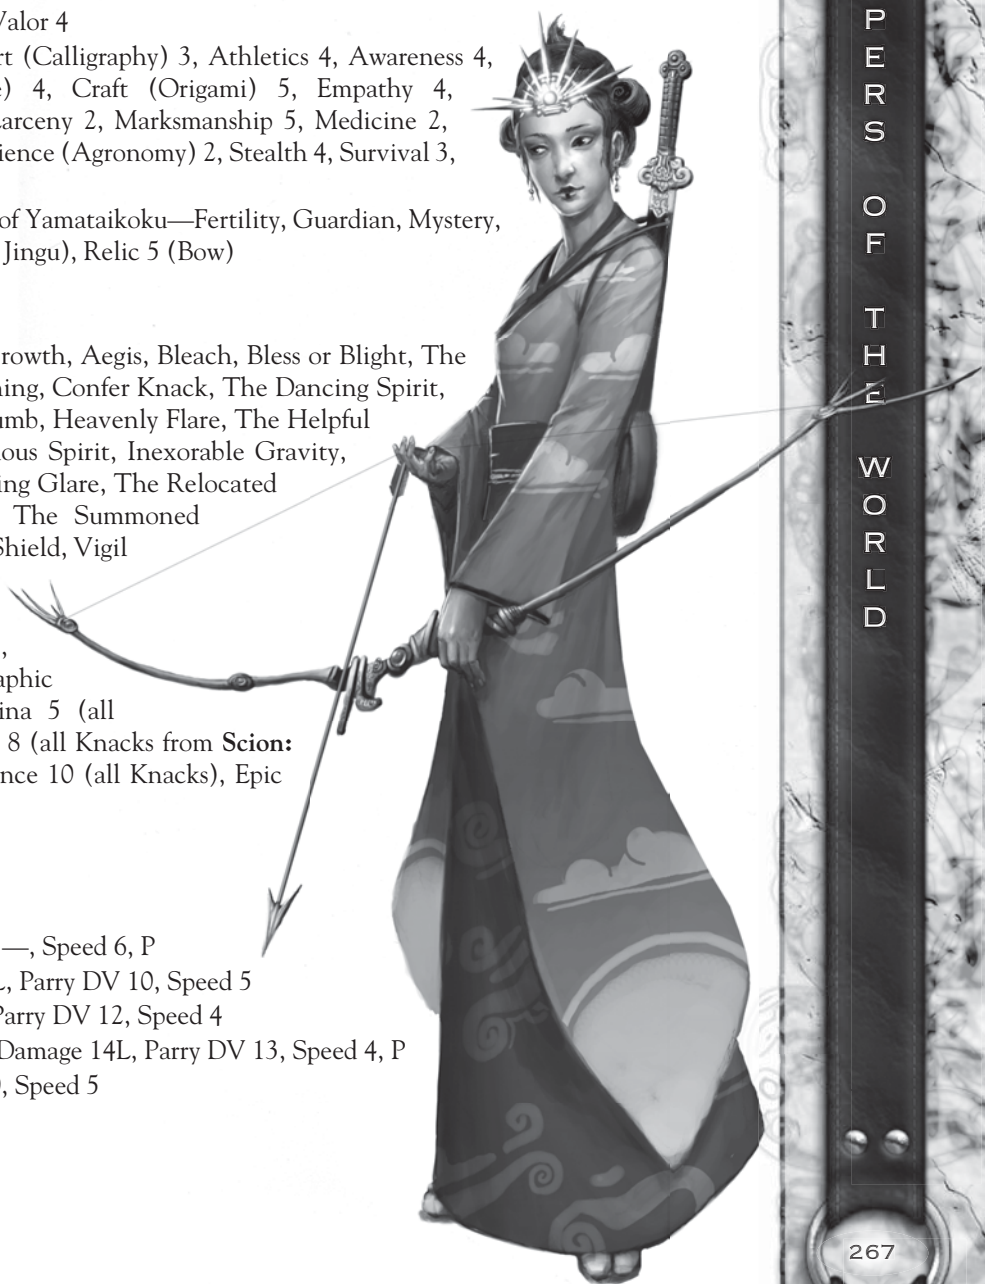 Valor 4
rt (Calligraphy) 3, Athletics 4, Awareness 4,
e) 4, Craft (Origami) 5, Empathy 4,
arceny 2, Marksmanship 5, Medicine 2,
ience (Agronomy) 2, Stealth 4, Survival 3,
of Yamataikoku—Fertility, Guardian, Mystery,
Jingu), Relic 5 (Bow)
rowth, Aegis, Bleach, Bless or Blight, The
ning, Confer Knack, The Dancing Spirit,
umb, Heavenly Flare, The Helpful
ious Spirit, Inexorable Gravity,
ing Glare, The Relocated
The Summoned
Shield, Vigil
,
aphic
ina 5 (all
8 (all Knacks from Scion:
nce 10 (all Knacks), Epic
—, Speed 6, P
L, Parry DV 10, Speed 5
Parry DV 12, Speed 4
Damage 14L, Parry DV 13, Speed 4, P
, Speed 5
PERS OF THE WORLD
267